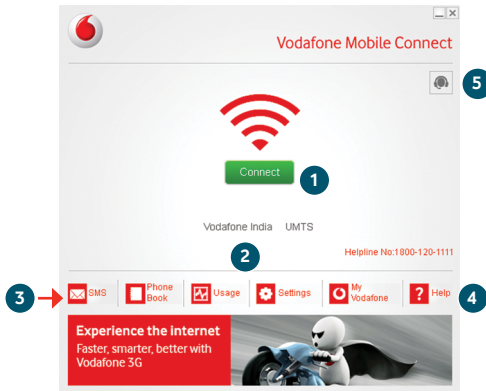 Vodafone Mobile Connect
5
Connect
1
Vodafone India UMTS
2
Helpline No:1800-120-1111
3
SMS
Phone
Book
Usage
Settings
My
Vodafone
? Help
4
Experience the internet
Faster, smarter, better with
Vodafone 3G